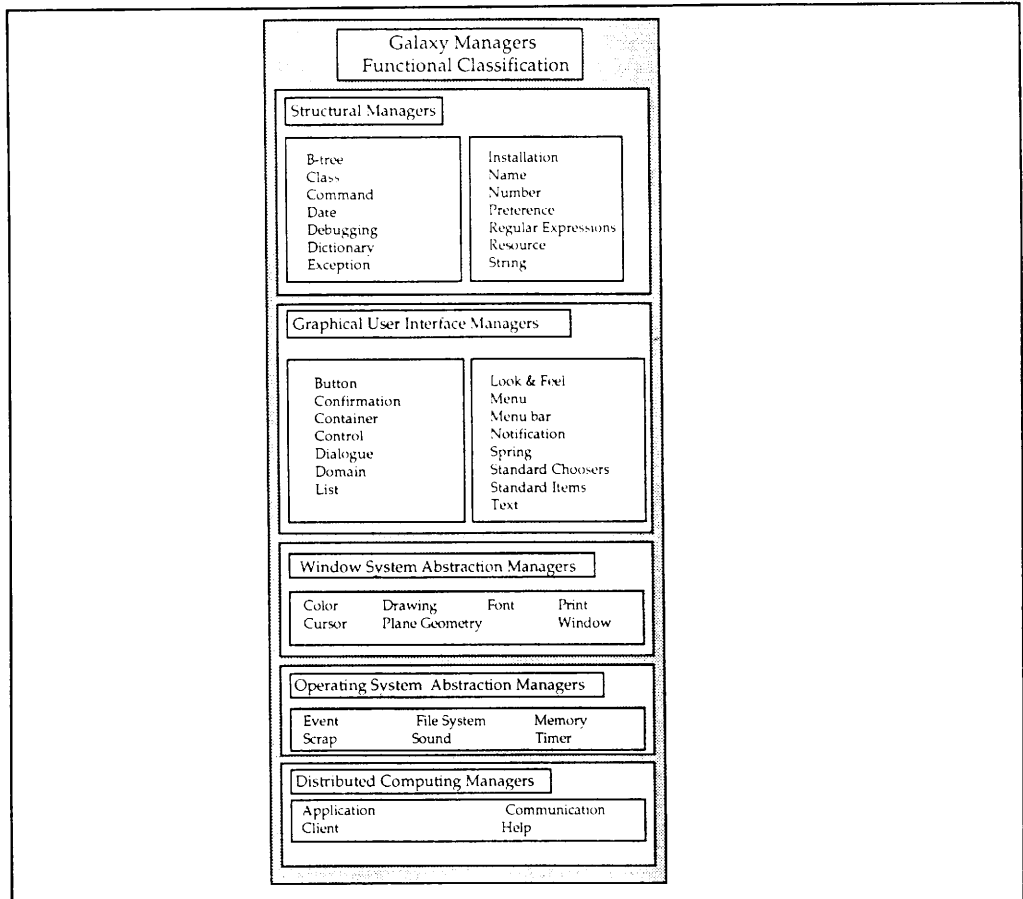 Galaxy Managers
Functional Classification
Structural Managers
B-tree
Class
Command
Date
Debugging
Dictionary
Exception
Installation
Name
Number
Preference
Regular Expressions
Resource
String
Graphical User Interface Managers
Button
Confirmation
Container
Control
Dialogue
Domain
List
Look & Feel
Menu
Menu bar
Notification
Spring
Standard Choosers
Standard Items
Text
Window System Abstraction Managers
Color Drawing Font Print
Cursor Plane Geometry Window
Operating System Abstraction Managers
Event File System Memory
Scrap Sound Timer
Distributed Computing Managers
Application Communication
Client Help